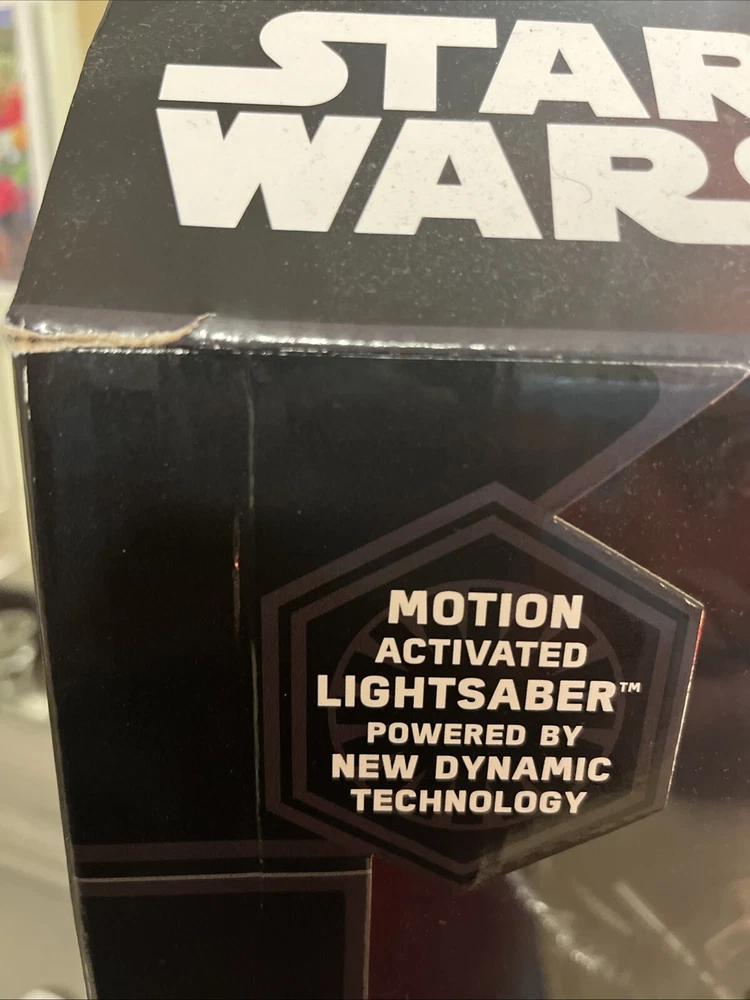 STAR
WARS
MOTION
ACTIVATED
LIGHTSABER™
POWERED BY
NEW DYNAMIC
TECHNOLOGY